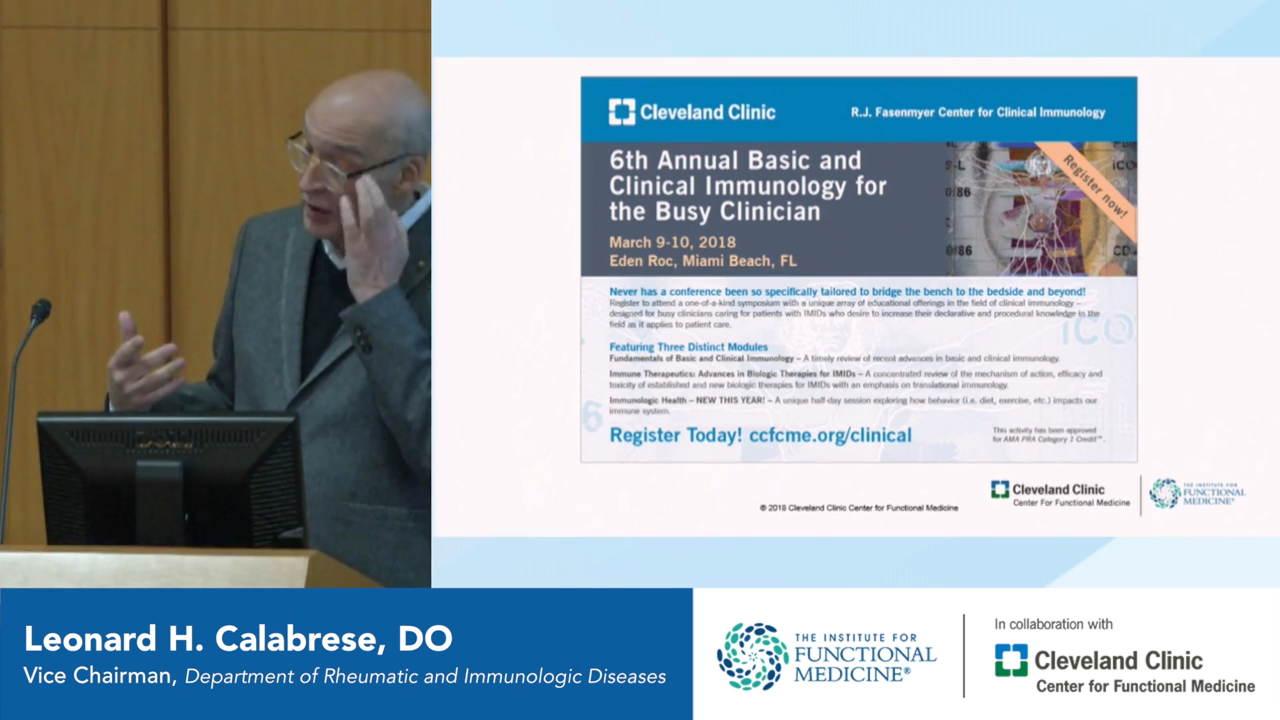 Cleveland Clinic
R.J. Fasenmyer Center for Clinical Immunology
6th Annual Basic and
Clinical Immunology for
the Busy Clinician
March 9-10, 2018
Eden Roc, Miami Beach, FL
Register now!
Never has a conference been so specifically tailored to bridge the bench to the bedside and beyond!
Register to attend a one-of-a-kind symposium with a unique array of educational offerings in the field of clinical immunology –
designed for busy clinicians caring for patients with IMIDs who desire to increase their declarative and procedural knowledge in the
field as it applies to patient care.
Featuring Three Distinct Modules
Fundamentals of Basic and Clinical Immunology – A timely review of recent advances in basic and clinical immunology.
Immune Therapeutics: Advances in Biologic Therapies for IMIDs – A concentrated review of the mechanism of action, efficacy and
toxicity of established and new biologic therapies for IMIDs with an emphasis on translational immunology.
Immunologic Health – NEW THIS YEAR! – A unique half-day session exploring how behavior (i.e. diet, exercise, etc.) impacts our
immune system.
Register Today! ccfcme.org/clinical
This activity has been approved
for AMA PRA Category 1 Credit™.
Cleveland Clinic
Center For Functional Medicine
THE INSTITUTE FOR
FUNCTIONAL
MEDICINE®
© 2018 Cleveland Clinic Center for Functional Medicine
Leonard H. Calabrese, DO
Vice Chairman, Department of Rheumatic and Immunologic Diseases
THE INSTITUTE FOR
FUNCTIONAL
MEDICINE®
In collaboration with
Cleveland Clinic
Center for Functional Medicine